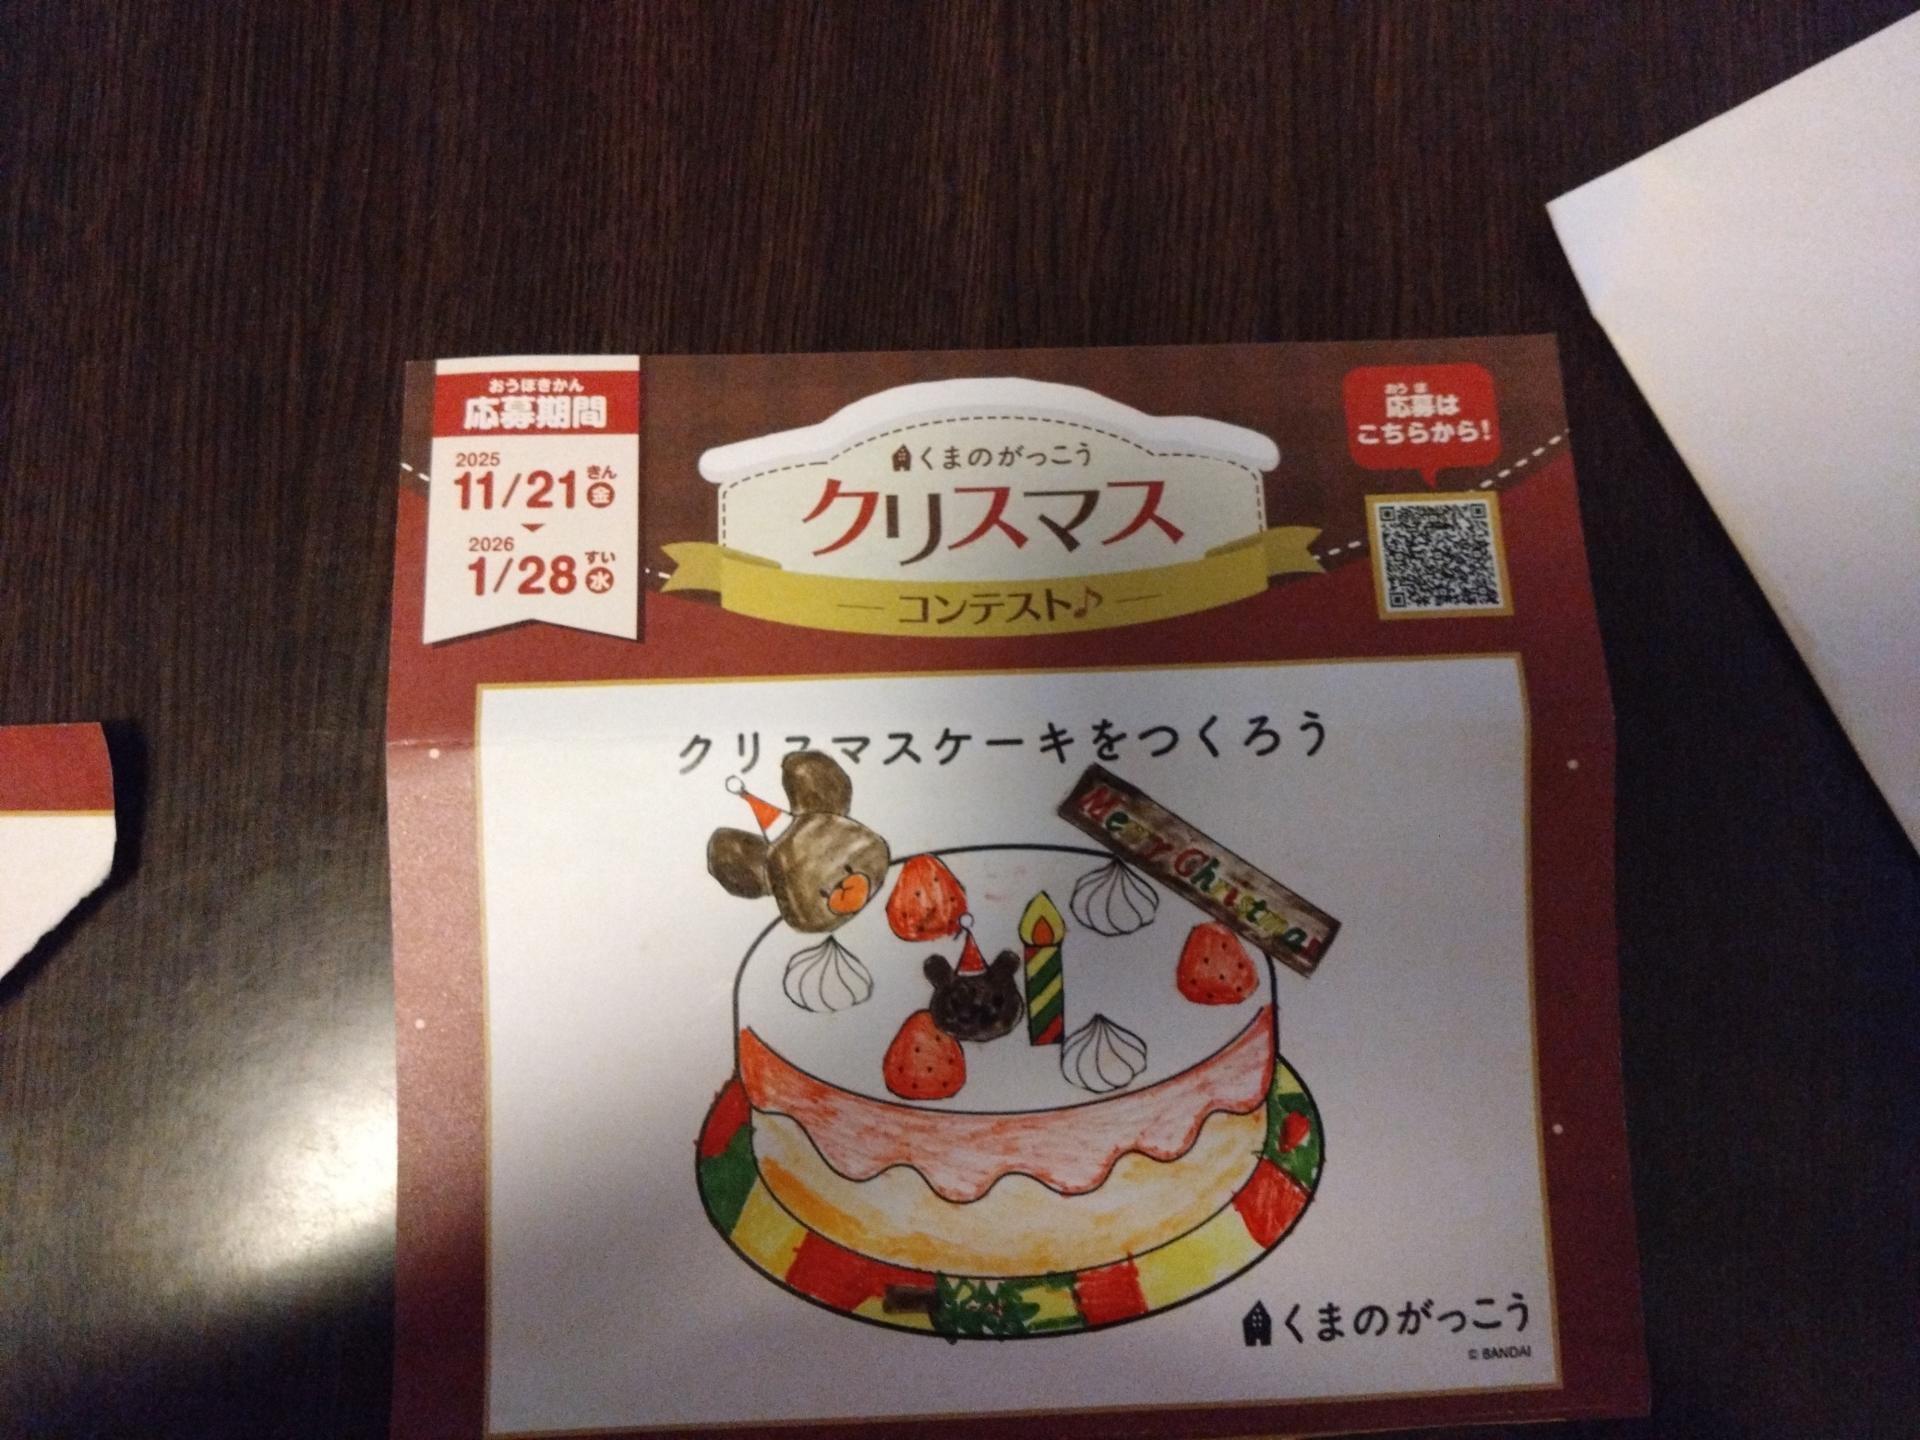 おうぼきかん
応募期間
2025
11/21 きん 金
2026
1/28 すい 水
くまのがっこう
クリスマス
コンテスト♪
おう ぼ
応募は
こちらから!
クリスマスケーキをつくろう
Merry Christmas
くまのがっこう
© BANDAI